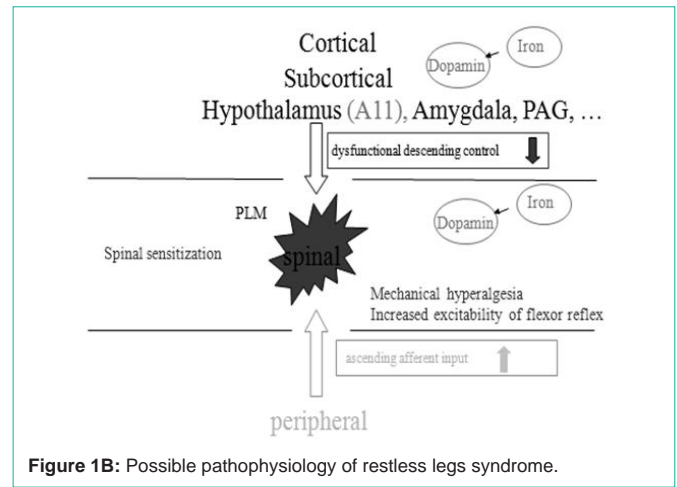 Cortical
Subcortical
Hypothalamus (A11), Amygdala, PAG, …
Dopamin
Iron
dysfunctional descending control
PLM
Spinal sensitization
spinal
Dopamin
Iron
Mechanical hyperalgesia
Increased excitability of flexor reflex
ascending afferent input
peripheral
Figure 1B: Possible pathophysiology of restless legs syndrome.